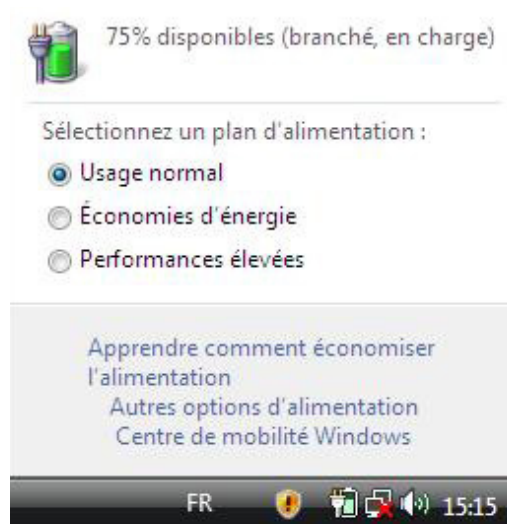 75% disponibles (branché, en charge)
Sélectionnez un plan d'alimentation :
Usage normal
Économies d'énergie
Performances élevées
Apprendre comment économiser
l'alimentation
Autres options d'alimentation
Centre de mobilité Windows
FR 15:15